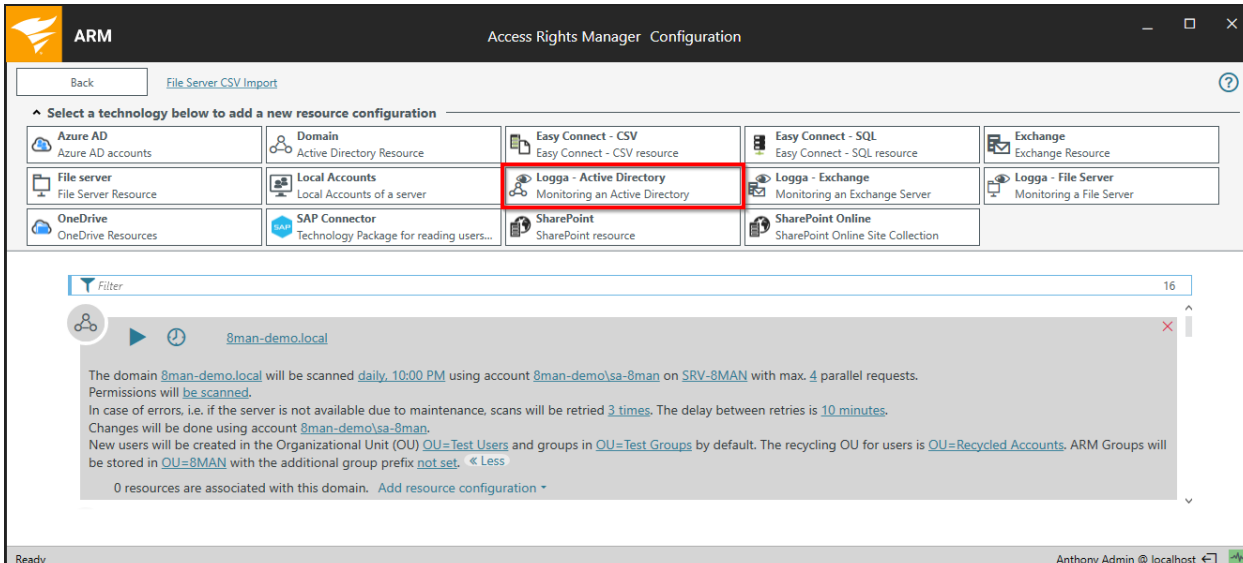 ARM
Access Rights Manager Configuration
Back
File Server CSV Import
Select a technology below to add a new resource configuration
Azure AD
Azure AD accounts
Domain
Active Directory Resource
Easy Connect - CSV
Easy Connect - CSV resource
Easy Connect - SQL
Easy Connect - SQL resource
Exchange
Exchange Resource
File server
File Server Resource
Local Accounts
Local Accounts of a server
Logga - Active Directory
Monitoring an Active Directory
Logga - Exchange
Monitoring an Exchange Server
Logga - File Server
Monitoring a File Server
OneDrive
OneDrive Resources
SAP
SAP Connector
Technology Package for reading users...
SharePoint
SharePoint resource
SharePoint Online
SharePoint Online Site Collection
Filter
16
8man-demo.local
The domain 8man-demo.local will be scanned daily, 10:00 PM using account 8man-demo\sa-8man on SRV-8MAN with max. 4 parallel requests.
Permissions will be scanned.
In case of errors, i.e. if the server is not available due to maintenance, scans will be retried 3 times. The delay between retries is 10 minutes.
Changes will be done using account 8man-demo\sa-8man.
New users will be created in the Organizational Unit (OU) OU=Test Users and groups in OU=Test Groups by default. The recycling OU for users is OU=Recycled Accounts. ARM Groups will
be stored in OU=8MAN with the additional group prefix not set. « Less
0 resources are associated with this domain. Add resource configuration
Ready
Anthony Admin @ localhost